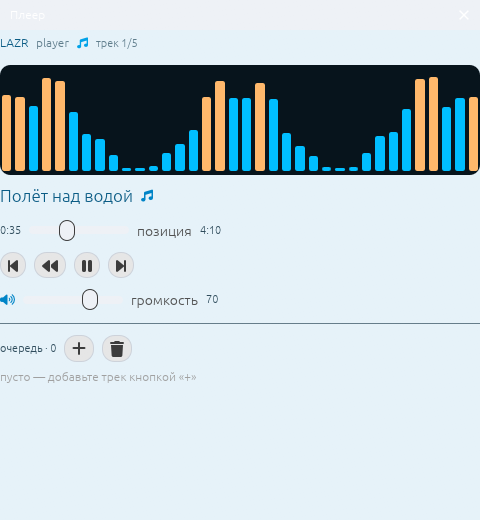 Плеер
LAZR player трек 1/5
Полёт над водой
0:35 позиция 4:10
громкость 70
очередь · 0
пусто — добавьте трек кнопкой «+»